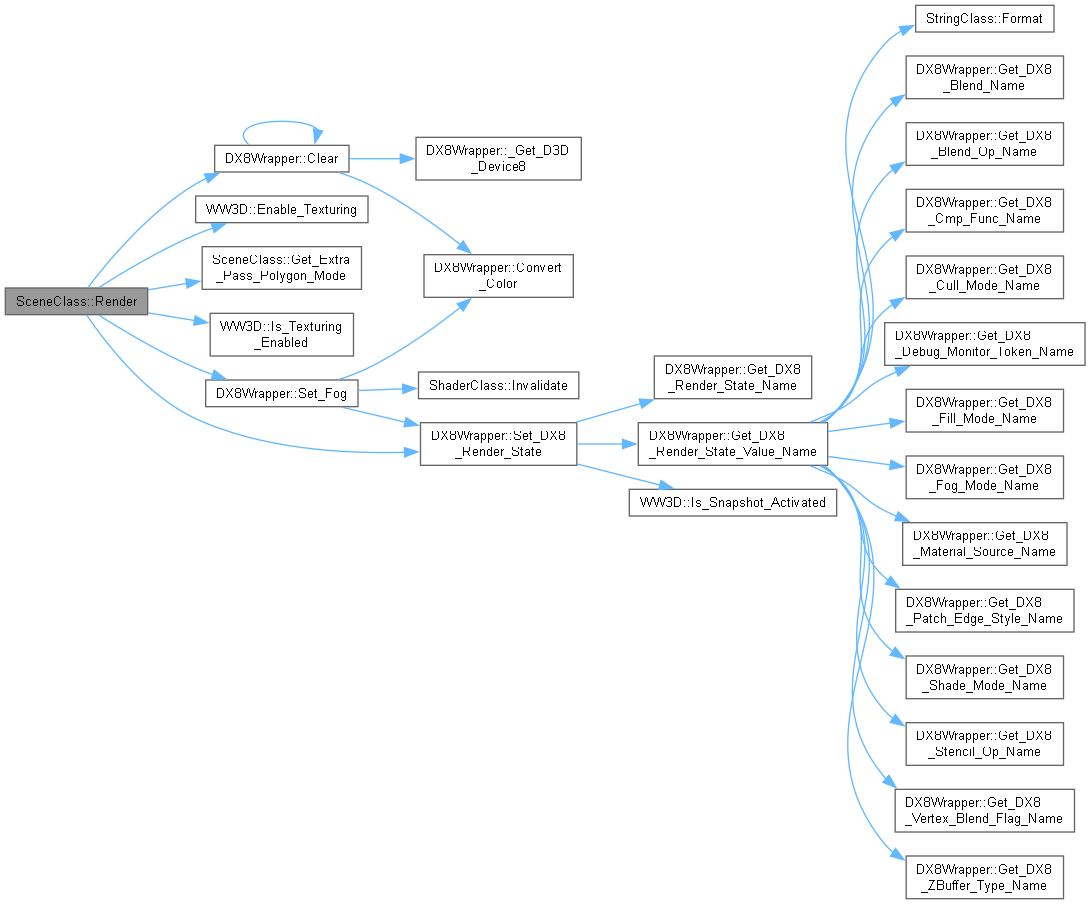 SceneClass::Render
DX8Wrapper::Clear
WW3D::Enable_Texturing
SceneClass::Get_Extra
_Pass_Polygon_Mode
WW3D::Is_Texturing
_Enabled
DX8Wrapper::Set_Fog
DX8Wrapper::_Get_D3D
_Device8
DX8Wrapper::Convert
_Color
ShaderClass::Invalidate
DX8Wrapper::Set_DX8
_Render_State
DX8Wrapper::Get_DX8
_Render_State_Name
DX8Wrapper::Get_DX8
_Render_State_Value_Name
WW3D::Is_Snapshot_Activated
StringClass::Format
DX8Wrapper::Get_DX8
_Blend_Name
DX8Wrapper::Get_DX8
_Blend_Op_Name
DX8Wrapper::Get_DX8
_Cmp_Func_Name
DX8Wrapper::Get_DX8
_Cull_Mode_Name
DX8Wrapper::Get_DX8
_Debug_Monitor_Token_Name
DX8Wrapper::Get_DX8
_Fill_Mode_Name
DX8Wrapper::Get_DX8
_Fog_Mode_Name
DX8Wrapper::Get_DX8
_Material_Source_Name
DX8Wrapper::Get_DX8
_Patch_Edge_Style_Name
DX8Wrapper::Get_DX8
_Shade_Mode_Name
DX8Wrapper::Get_DX8
_Stencil_Op_Name
DX8Wrapper::Get_DX8
_Vertex_Blend_Flag_Name
DX8Wrapper::Get_DX8
_ZBuffer_Type_Name